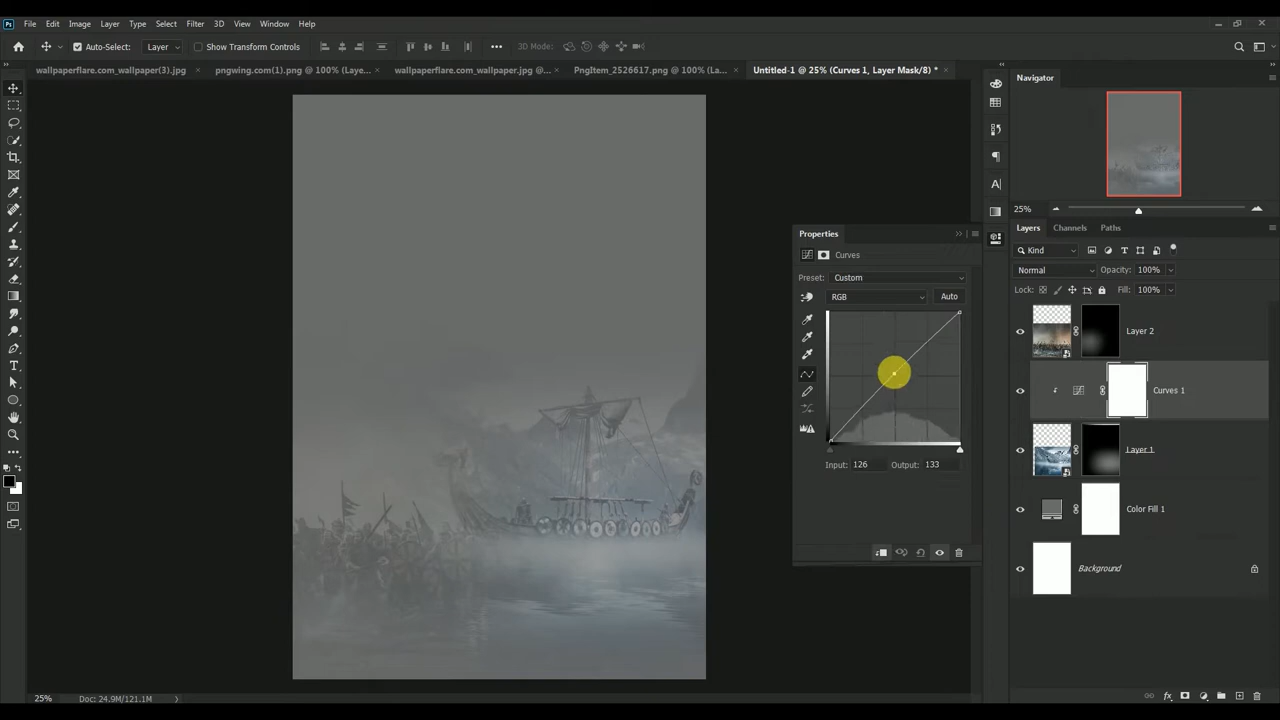 Ps File Edit Image Layer Type Select Filter 3D View Window Help
Auto-Select: Layer Show Transform Controls 3D Mode:
wallpaperflare.com_wallpaper(3).jpg × pngwing.com(1).png @ 100% (Laye... × wallpaperflare.com_wallpaper.jpg @... × PngItem_2526617.png @ 100% (La... × Untitled-1 @ 25% (Curves 1, Layer Mask/8) * ×
Navigator
25%
Properties
Curves
Preset: Custom
RGB Auto
Input: 126 Output: 133
Layers Channels Paths
Kind
Normal Opacity: 100%
Lock: Fill: 100%
Layer 2
Curves 1
Layer 1
Color Fill 1
Background
25% Doc: 24.9M/121.1M